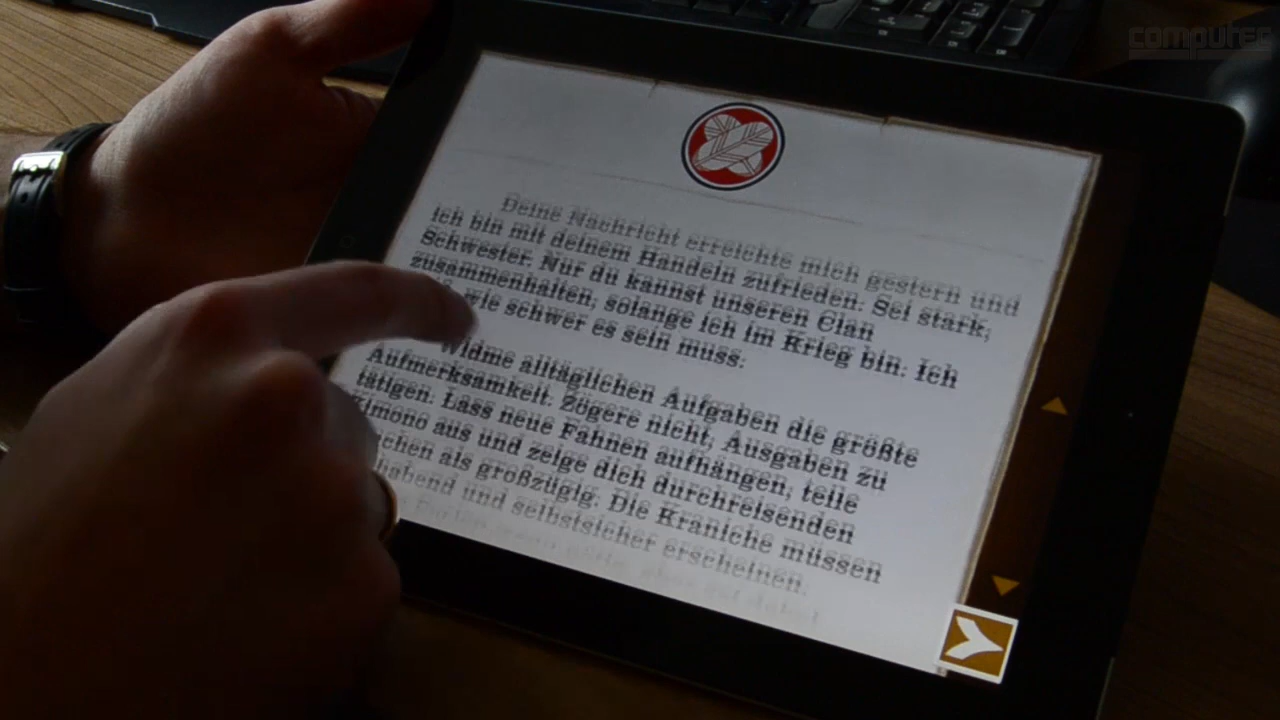 computec
Deine Nachricht erreichte mich gestern und
ich bin mit deinem Handeln zufrieden. Sei stark,
Schwester. Nur du kannst unseren Clan
zusammenhalten, solange ich im Krieg bin. Ich
wie schwer es sein muss.
Widme alltäglichen Aufgaben die größte
Aufmerksamkeit. Zögere nicht, Ausgaben zu
tätigen. Lass neue Fahnen aufhängen, teile
Kimono aus und zeige dich durchreisenden
als großzügig. Die Kraniche müssen
und selbstsicher erscheinen.